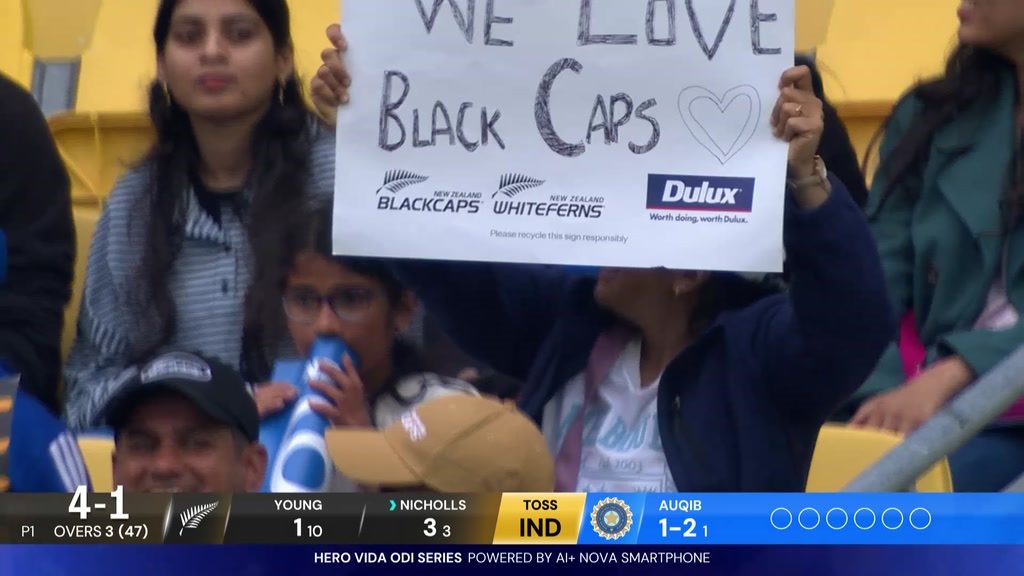 WE LOVE
BLACK CAPS
NEW ZEALAND
BLACKCAPS
NEW ZEALAND
WHITEFERNS
Dulux
Worth doing, worth Dulux.
Please recycle this sign responsibly
4-1
P1 OVERS 3 (47)
YOUNG
1 10
NICHOLLS
3 3
TOSS
IND
AUQIB
1-2 1
HERO VIDA ODI SERIES POWERED BY AI+ NOVA SMARTPHONE